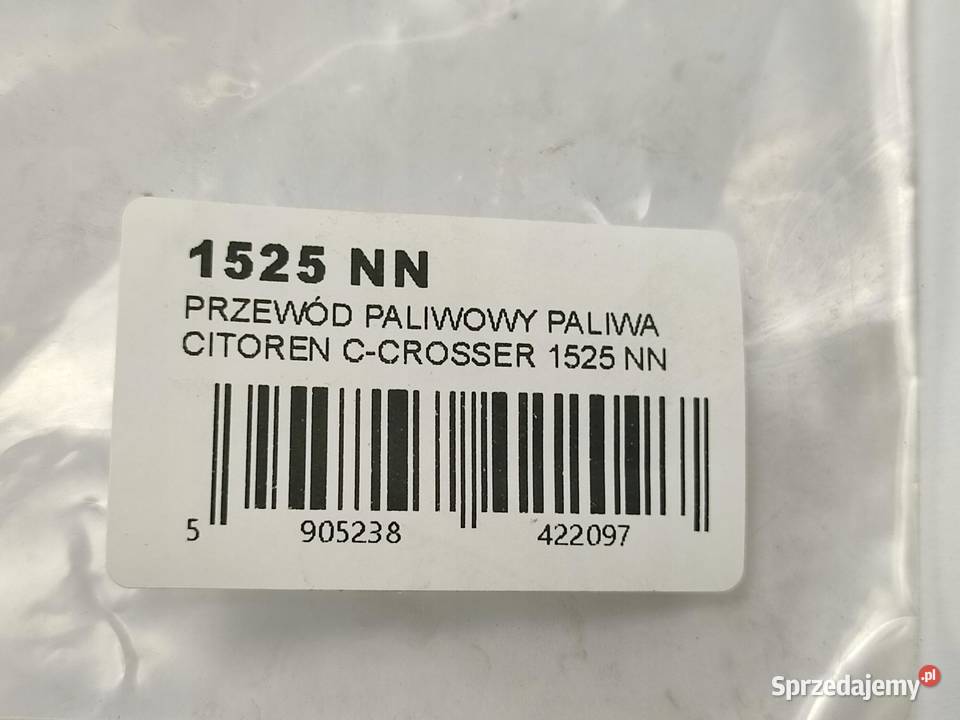 1525 NN
PRZEWÓD PALIWOWY PALIWA
CITOREN C-CROSSER 1525 NN
5 905238 422097
Sprzedajemy.pl